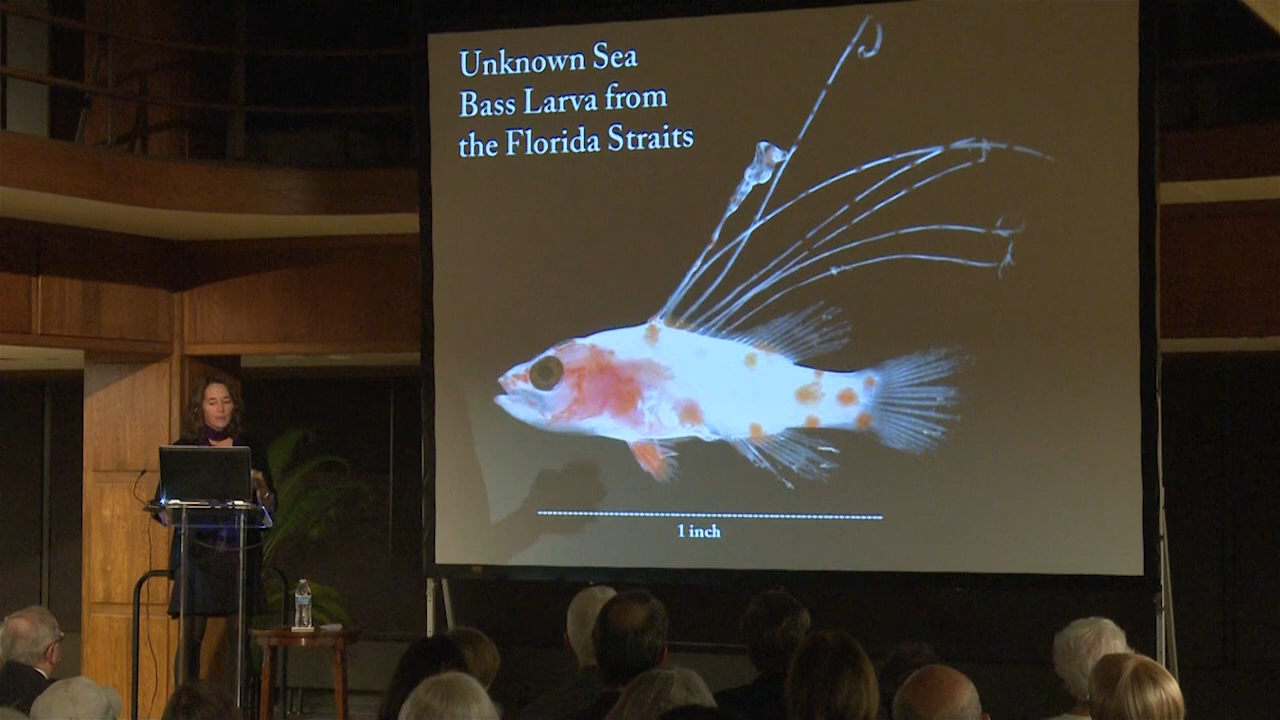 Unknown Sea
Bass Larva from
the Florida Straits
1 inch